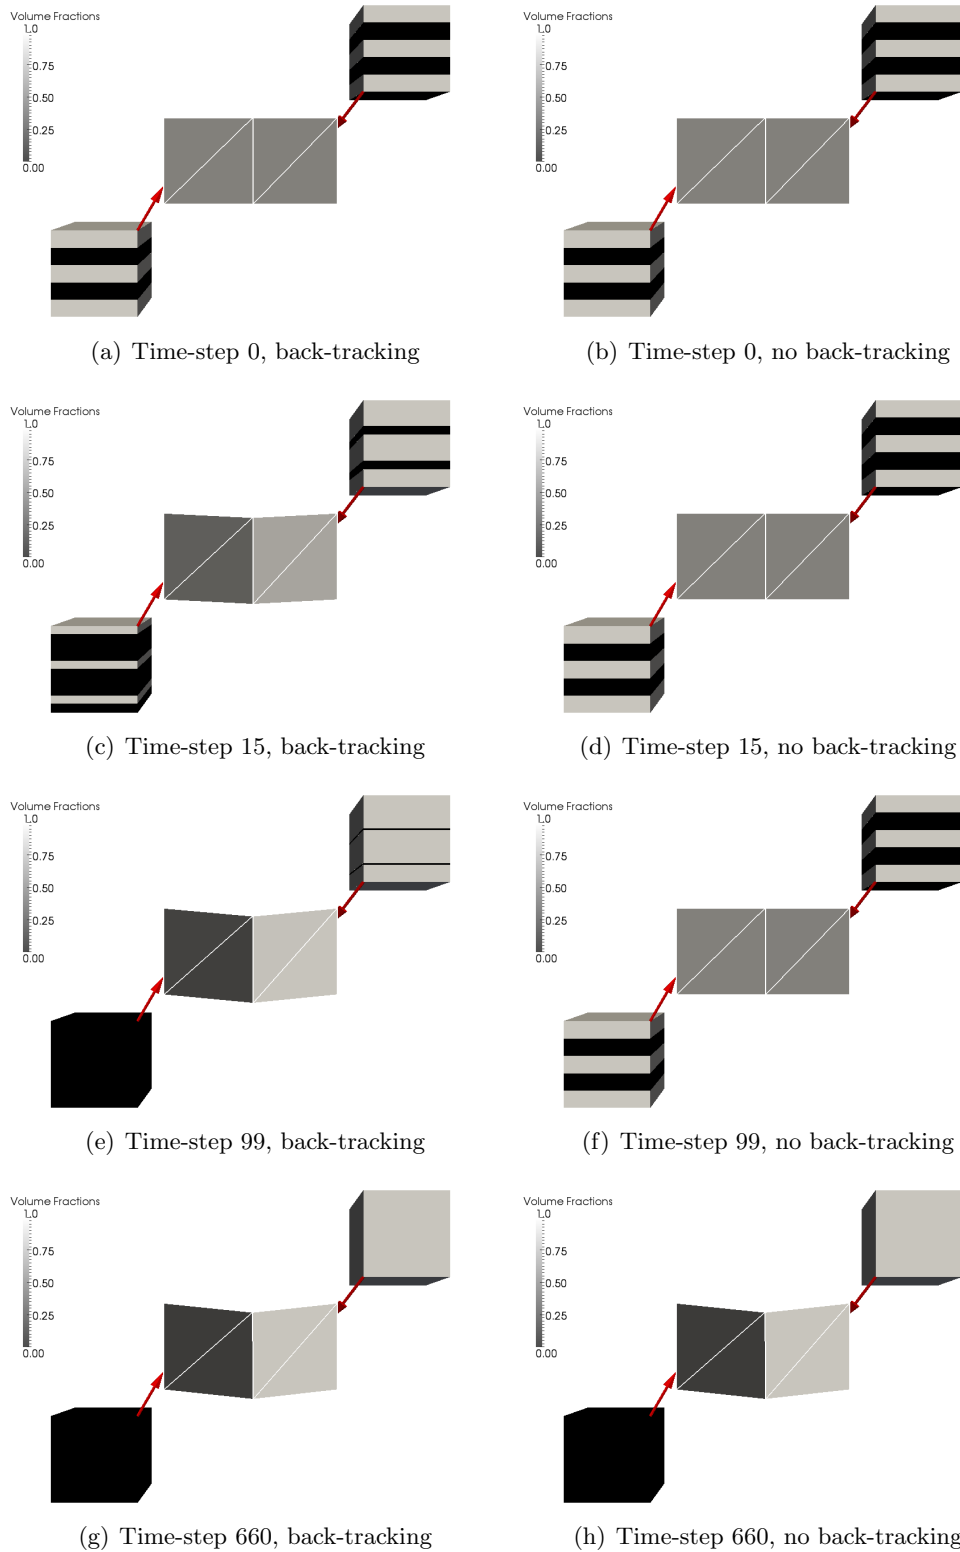 Volume Fractions
1.0
0.75
0.50
0.25
0.00
Volume Fractions
1.0
0.75
0.50
0.25
0.00
(a) Time-step 0, back-tracking
(b) Time-step 0, no back-tracking
Volume Fractions
1.0
0.75
0.50
0.25
0.00
Volume Fractions
1.0
0.75
0.50
0.25
0.00
(c) Time-step 15, back-tracking
(d) Time-step 15, no back-tracking
Volume Fractions
1.0
0.75
0.50
0.25
0.00
Volume Fractions
1.0
0.75
0.50
0.25
0.00
(e) Time-step 99, back-tracking
(f) Time-step 99, no back-tracking
Volume Fractions
1.0
0.75
0.50
0.25
0.00
Volume Fractions
1.0
0.75
0.50
0.25
0.00
(g) Time-step 660, back-tracking
(h) Time-step 660, no back-tracking